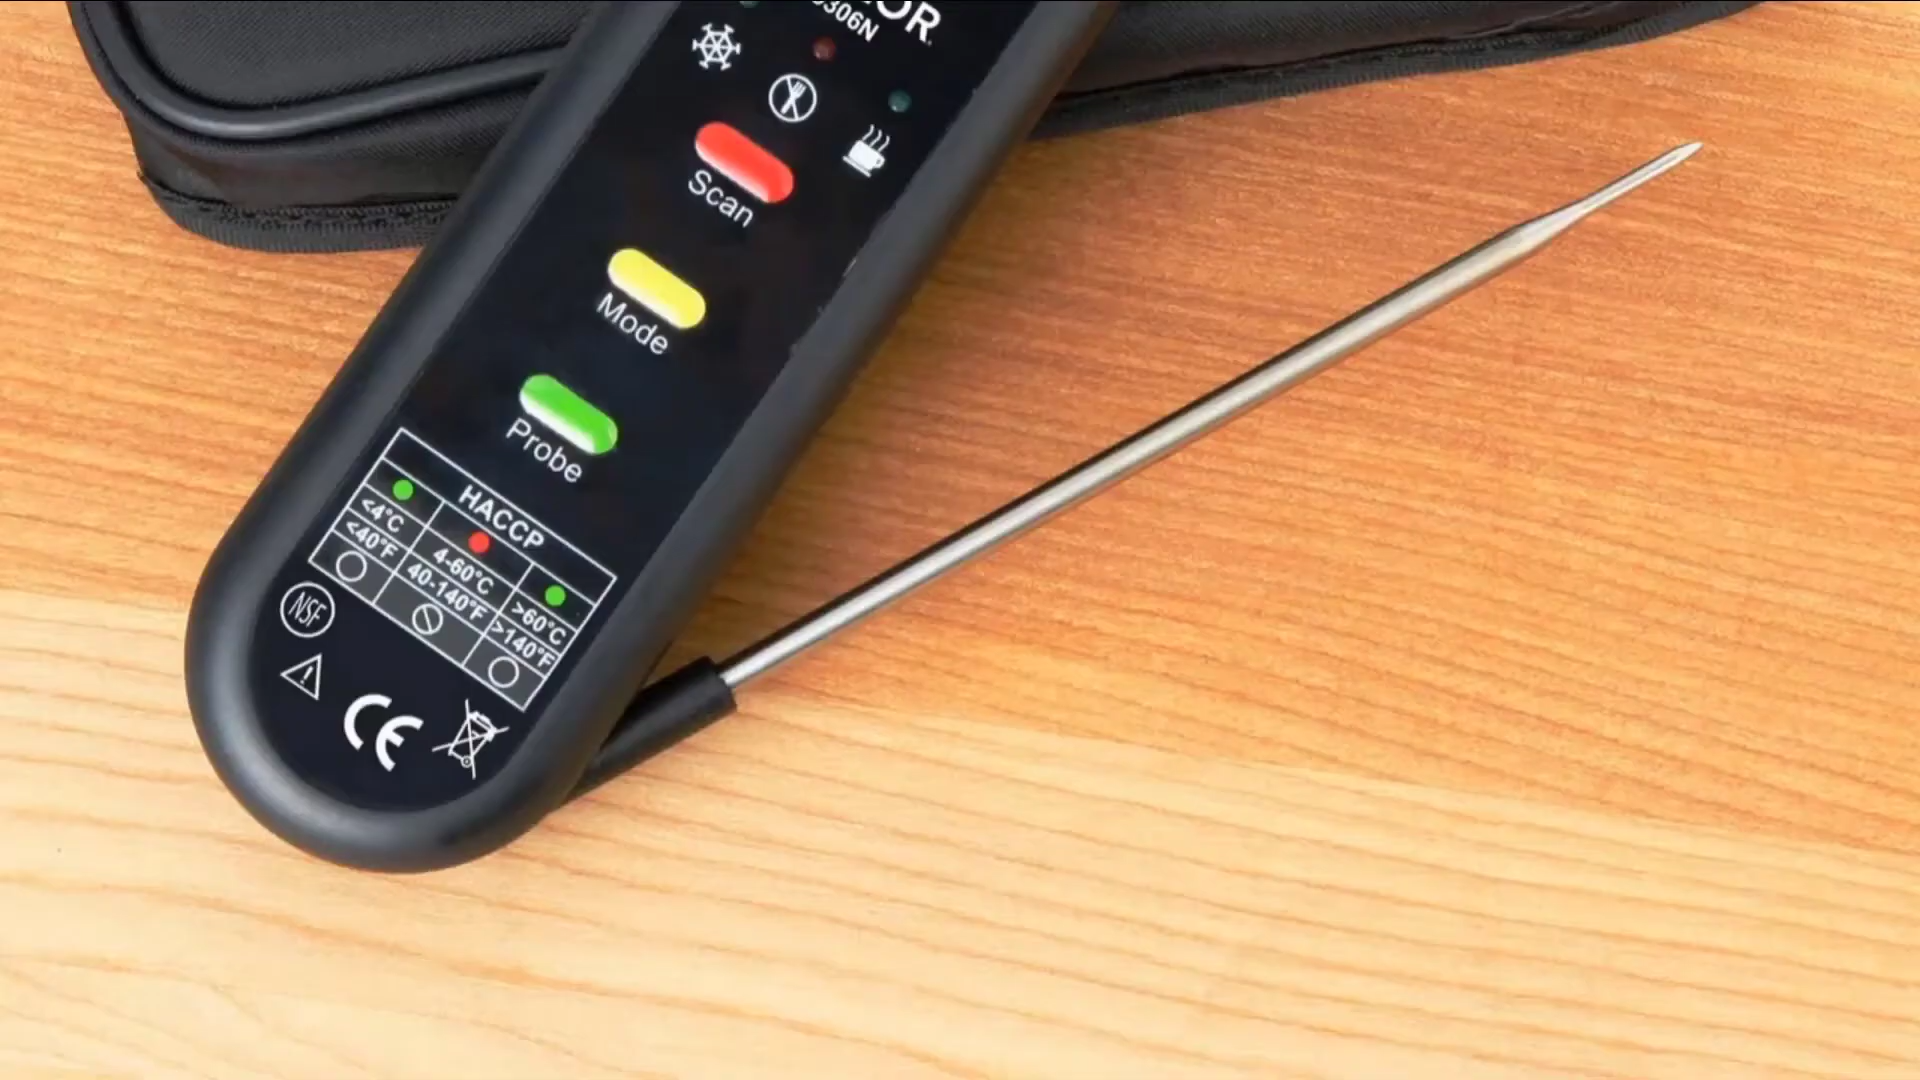 306N
Scan
Mode
Probe
HACCP
<4°C
4-60°C
>60°C
<40°F
40-140°F
>140°F
NSF
CE